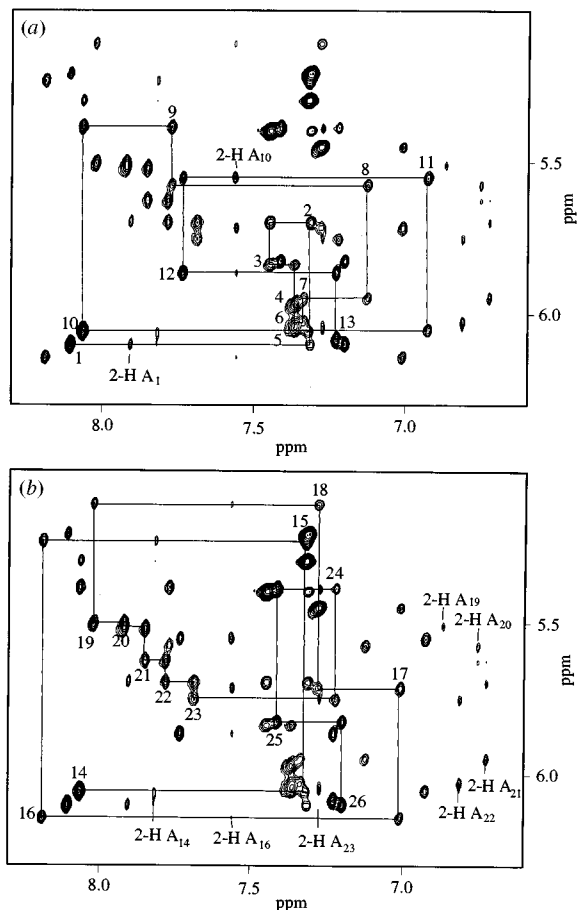 (a)
9
2-H A10
11
8
2
12
3
7
4
6
13
10
5
1
2-H A1
5.5
6.0
8.0 7.5 7.0
ppm
ppm
(b)
18
15
24
2-H A19
2-H A20
19
20
21
17
22
23
25
14
26
16
2-H A21
2-H A22
2-H A14
2-H A16
2-H A23
5.5
6.0
8.0 7.5 7.0
ppm
ppm